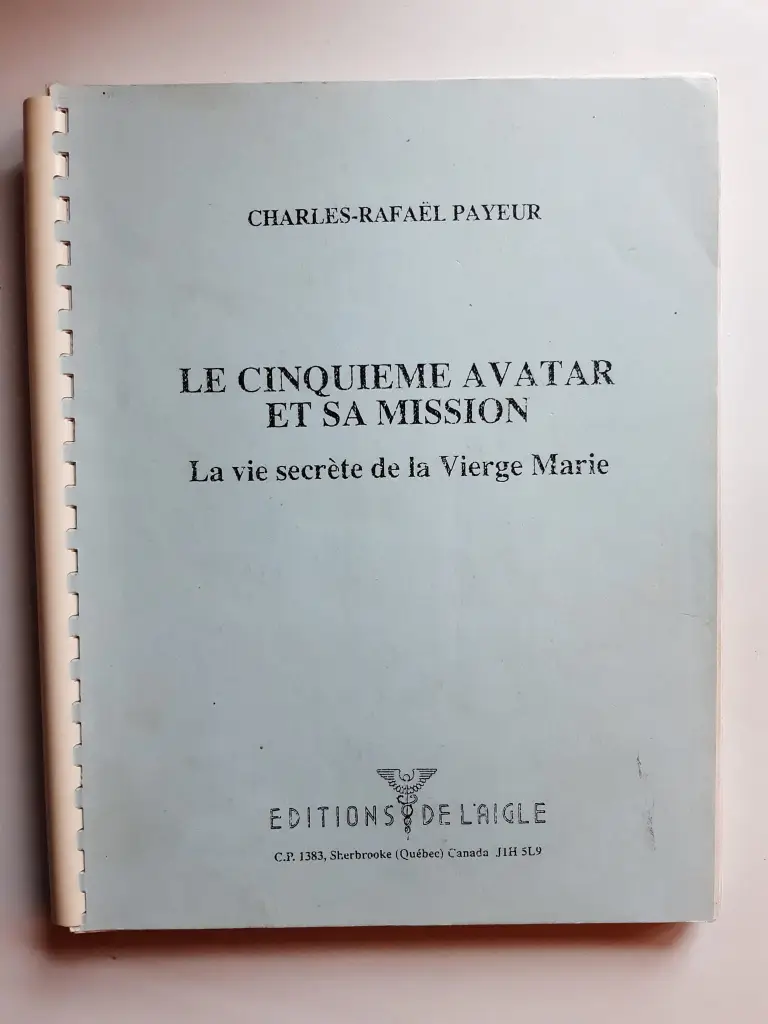 CHARLES-RAFAËL PAYEUR
LE CINQUIEME AVATAR
ET SA MISSION
La vie secrète de la Vierge Marie
EDITIONS DE L'AIGLE
C.P. 1383, Sherbrooke (Québec) Canada J1H 5L9